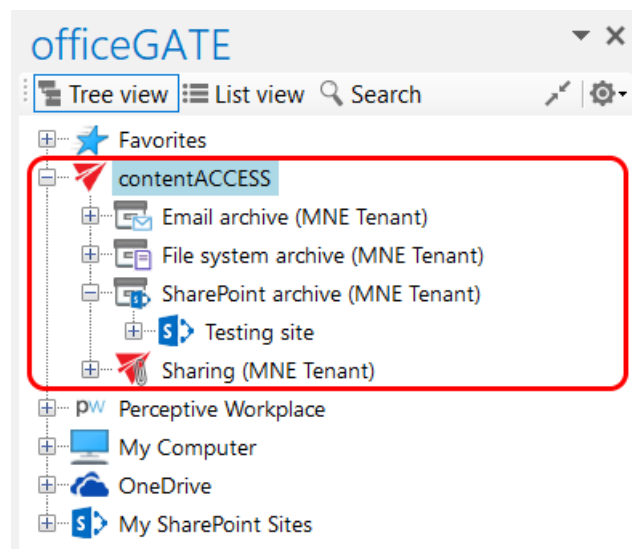 officeGATE
Tree view List view Search
Favorites
contentACCESS
Email archive (MNE Tenant)
File system archive (MNE Tenant)
SharePoint archive (MNE Tenant)
Testing site
Sharing (MNE Tenant)
pw Perceptive Workplace
My Computer
OneDrive
My SharePoint Sites